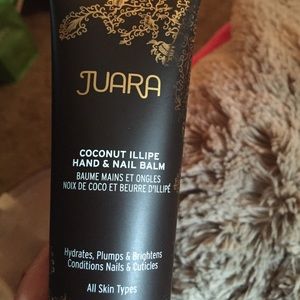 JUARA
COCONUT ILLIPE
HAND & NAIL BALM
BAUME MAINS ET ONGLES
NOIX DE COCO ET BEURRE D'ILLIPÉ
Hydrates, Plumps & Brightens
Conditions Nails & Cuticles
All Skin Types